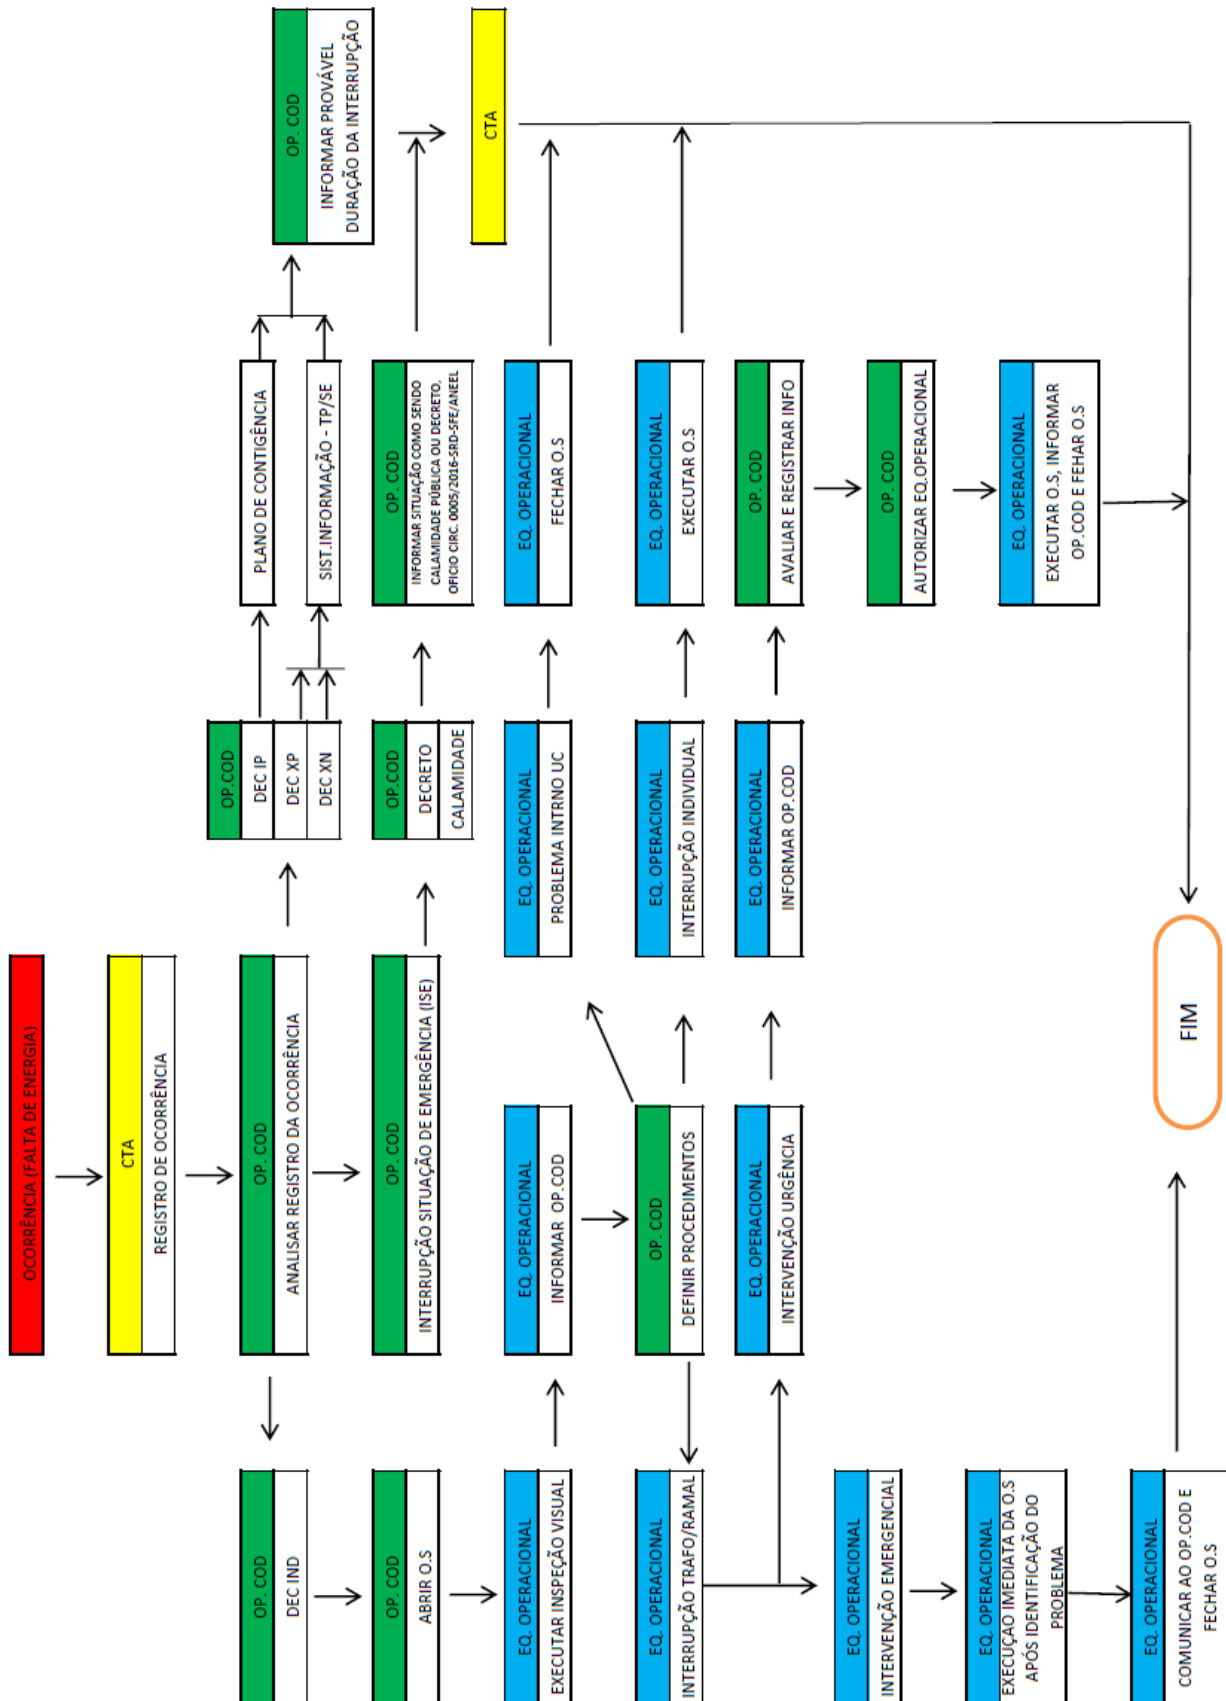 OCORRÊNCIA (FALTA DE ENERGIA)
CTA
REGISTRO DE OCORRÊNCIA
OP. COD
DEC IND
OP. COD
ANALISAR REGISTRO DA OCORRÊNCIA
OP.COD
DEC IP
DEC XP
DEC XN
PLANO DE CONTIGÊNCIA
SIST.INFORMAÇÃO - TP/SE
OP. COD
INFORMAR PROVÁVEL
DURAÇÃO DA INTERRUPÇÃO
OP. COD
ABRIR O.S
OP. COD
INTERRUPÇÃO SITUAÇÃO DE EMERGÊNCIA (ISE)
OP.COD
DECRETO
CALAMIDADE
OP. COD
INFORMAR SITUAÇÃO COMO SENDO
CALAMIDADE PÚBLICA OU DECRETO,
OFICIO CIRC. 0005/2016-SRD-SFE/ANEEL
CTA
EQ. OPERACIONAL
EXECUTAR INSPEÇÃO VISUAL
EQ. OPERACIONAL
INFORMAR OP.COD
EQ. OPERACIONAL
PROBLEMA INTRNO UC
EQ. OPERACIONAL
FECHAR O.S
EQ. OPERACIONAL
INTERRUPÇÃO TRAFO/RAMAL
OP. COD
DEFINIR PROCEDIMENTOS
EQ. OPERACIONAL
INTERRUPÇÃO INDIVIDUAL
EQ. OPERACIONAL
EXECUTAR O.S
EQ. OPERACIONAL
INTERVENÇÃO URGÊNCIA
EQ. OPERACIONAL
INFORMAR OP.COD
OP. COD
AVALIAR E REGISTRAR INFO
EQ. OPERACIONAL
INTERVENÇÃO EMERGENCIAL
OP. COD
AUTORIZAR EQ.OPERACIONAL
EQ. OPERACIONAL
EXECUÇAO IMEDIATA DA O.S
APÓS IDENTIFICAÇÃO DO
PROBLEMA
EQ. OPERACIONAL
EXECUTAR O.S, INFORMAR
OP.COD E FEHAR O.S
EQ. OPERACIONAL
COMUNICAR AO OP.COD E
FECHAR O.S
FIM